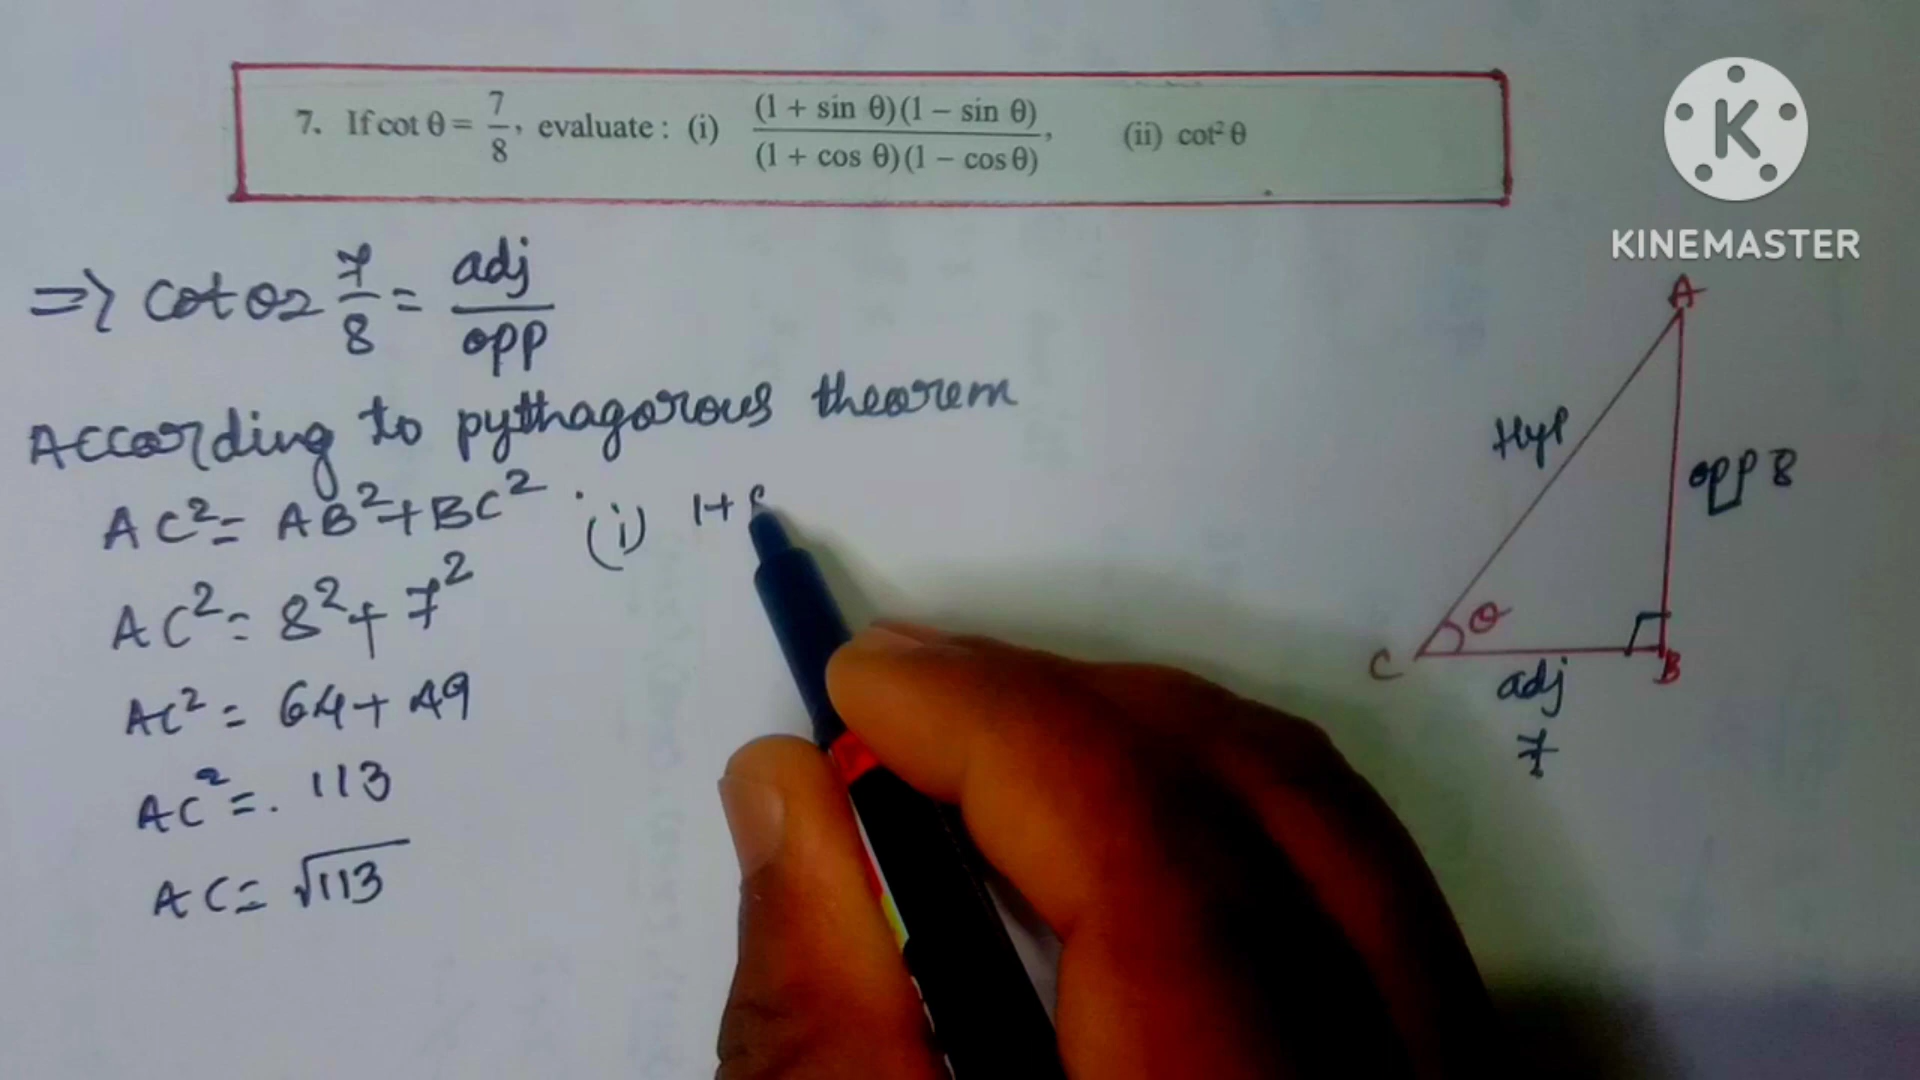 7. If cot θ = 7/8, evaluate : (i) (1 + sin θ)(1 − sin θ)/(1 + cos θ)(1 − cos θ), (ii) cot² θ
K
KINEMASTER
=> cot θ = 7/8 = adj/opp
According to pythagorous theorem
AC² = AB² + BC²
(i) 1+
AC² = 8² + 7²
AC² = 64 + 49
AC² = 113
AC = √113
A
Hyp
opp 8
θ
C
B
adj
7